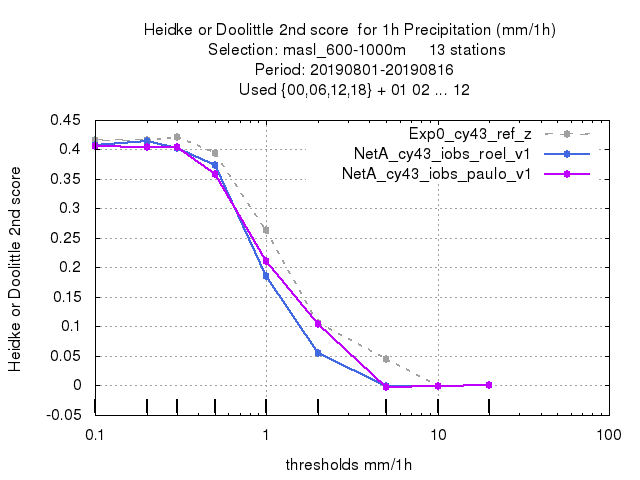 Heidke or Doolittle 2nd score  for 1h Precipitation (mm/1h)
Selection: masl_600-1000m     13 stations
Period: 20190801-20190816
Used {00,06,12,18} + 01 02 ... 12
Exp0_cy43_ref_z
NetA_cy43_iobs_roel_v1
NetA_cy43_iobs_paulo_v1
Heidke or Doolittle 2nd score
0.45
0.4
0.35
0.3
0.25
0.2
0.15
0.1
0.05
0
-0.05
0.1 1 10 100
thresholds mm/1h